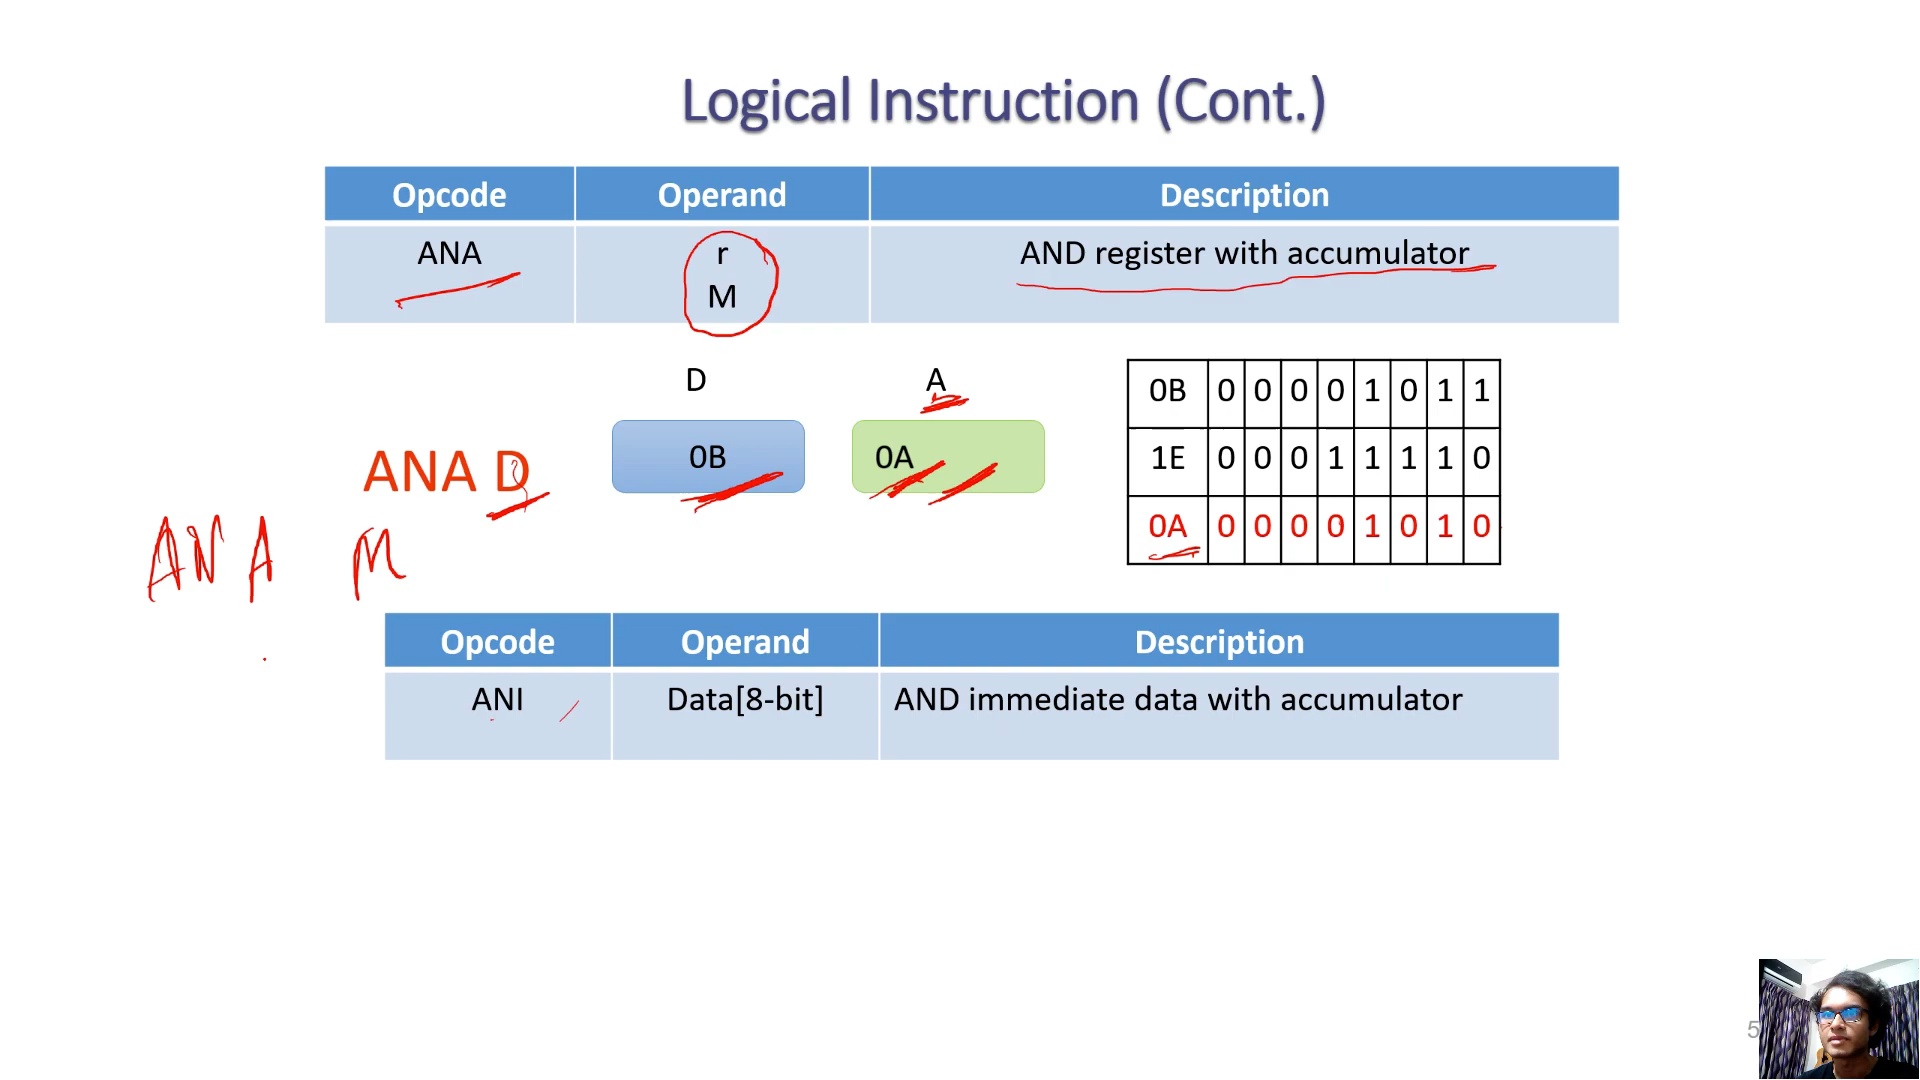 Logical Instruction (Cont.)
Opcode Operand Description
ANA r AND register with accumulator
M
D A
0B 0 0 0 0 1 0 1 1
ANA D 0B 0A
1E 0 0 0 1 1 1 1 0
0A 0 0 0 0 1 0 1 0
ANA M
Opcode Operand Description
ANI Data[8-bit] AND immediate data with accumulator
5